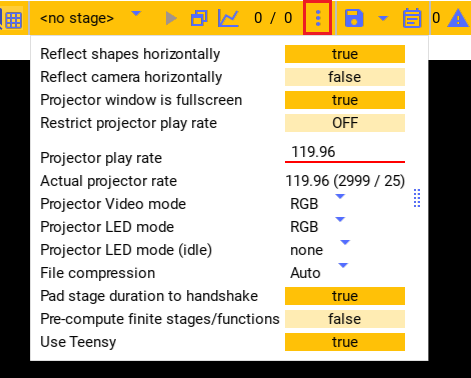 <no stage> 0 / 0 0
Reflect shapes horizontally true
Reflect camera horizontally false
Projector window is fullscreen true
Restrict projector play rate OFF
Projector play rate 119.96
Actual projector rate 119.96 (2999 / 25)
Projector Video mode RGB
Projector LED mode RGB
Projector LED mode (idle) none
File compression Auto
Pad stage duration to handshake true
Pre-compute finite stages/functions false
Use Teensy true